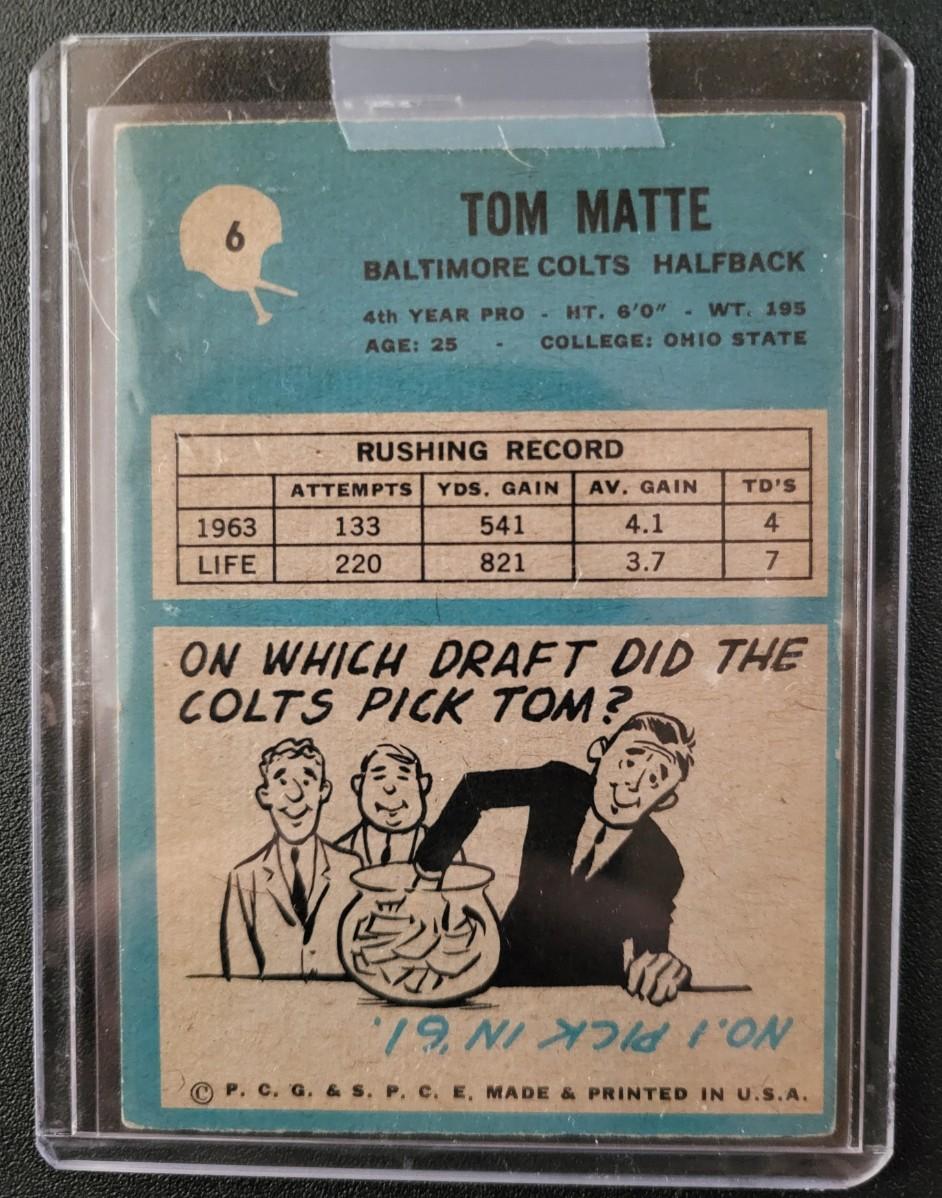 6
TOM MATTE
BALTIMORE COLTS HALFBACK
4th YEAR PRO - HT. 6'0" - WT. 195
AGE: 25 - COLLEGE: OHIO STATE
RUSHING RECORD
ATTEMPTS YDS. GAIN AV. GAIN TD'S
1963 133 541 4.1 4
LIFE 220 821 3.7 7
ON WHICH DRAFT DID THE
COLTS PICK TOM?
NO. 1 PICK IN '61.
© P. C. G. & S. P. C. E. MADE & PRINTED IN U.S.A.